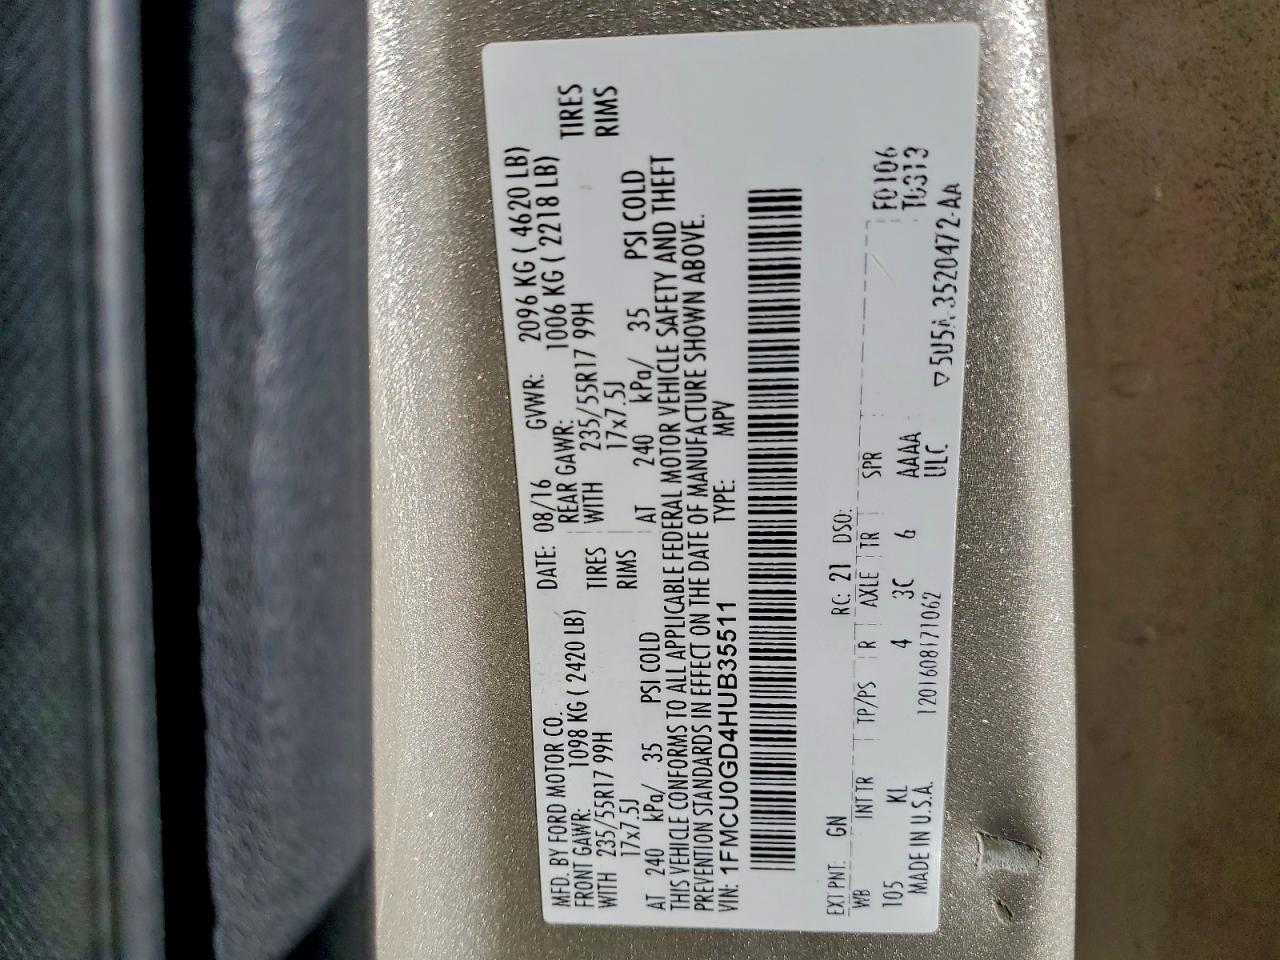 MFD. BY FORD MOTOR CO. DATE: 08/16 GVWR: 2096 KG ( 4620 LB)
FRONT GAWR: 1098 KG ( 2420 LB) REAR GAWR: 1006 KG ( 2218 LB)
WITH 235/55R17 99H TIRES WITH 235/55R17 99H TIRES
17x7.5J RIMS 17x7.5J RIMS
AT 240 kPa/ 35 PSI COLD AT 240 kPa/ 35 PSI COLD
THIS VEHICLE CONFORMS TO ALL APPLICABLE FEDERAL MOTOR VEHICLE SAFETY AND THEFT
PREVENTION STANDARDS IN EFFECT ON THE DATE OF MANUFACTURE SHOWN ABOVE.
VIN: 1FMCU0GD4HUB35511 TYPE: MPV
EXT PNT: GN RC: 21 DSO: F0106
WB INT TR TP/PS R AXLE TR SPR T0313
105 KL 4 3C 6 AAAA
MADE IN U.S.A. 1201608171062 ULC ▽5U5A-3520472-AA